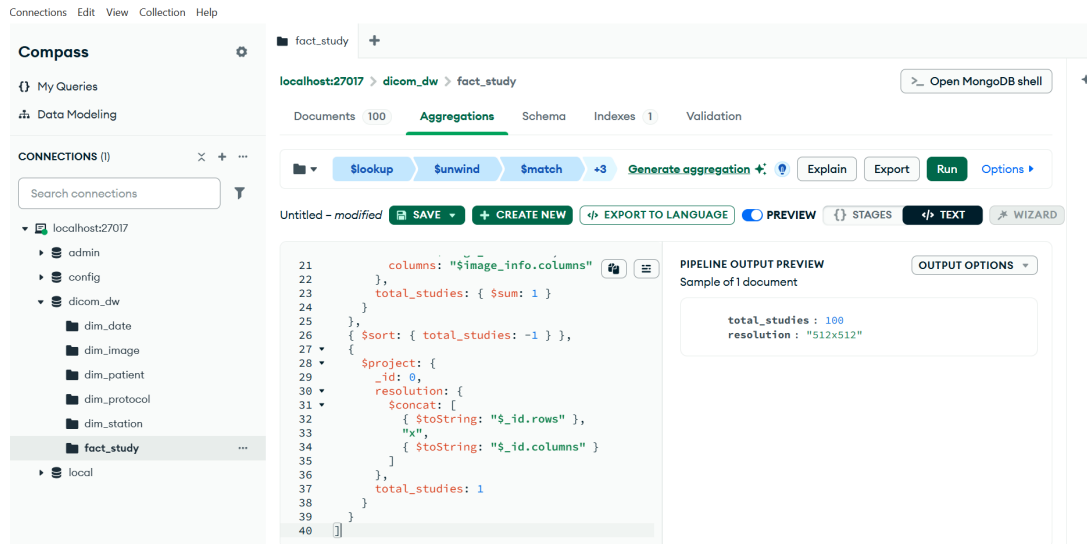 Connections Edit View Collection Help
Compass
{} My Queries
Data Modeling
CONNECTIONS (1)
Search connections
localhost:27017
admin
config
dicom_dw
dim_date
dim_image
dim_patient
dim_protocol
dim_station
fact_study
local
fact_study
localhost:27017 > dicom_dw > fact_study
>_ Open MongoDB shell
Documents 100 Aggregations Schema Indexes 1 Validation
$lookup $unwind $match +3 Generate aggregation Explain Export Run Options
Untitled – modified SAVE + CREATE NEW </> EXPORT TO LANGUAGE PREVIEW {} STAGES </> TEXT WIZARD
21 columns: "$image_info.columns"
22 },
23 total_studies: { $sum: 1 }
24 }
25 },
26 { $sort: { total_studies: -1 } },
27 {
28 $project: {
29 _id: 0,
30 resolution: {
31 $concat: [
32 { $toString: "$_id.rows" },
33 "x",
34 { $toString: "$_id.columns" }
35 ]
36 },
37 total_studies: 1
38 }
39 }
40 ]
PIPELINE OUTPUT PREVIEW
Sample of 1 document
OUTPUT OPTIONS
total_studies : 100
resolution : "512x512"